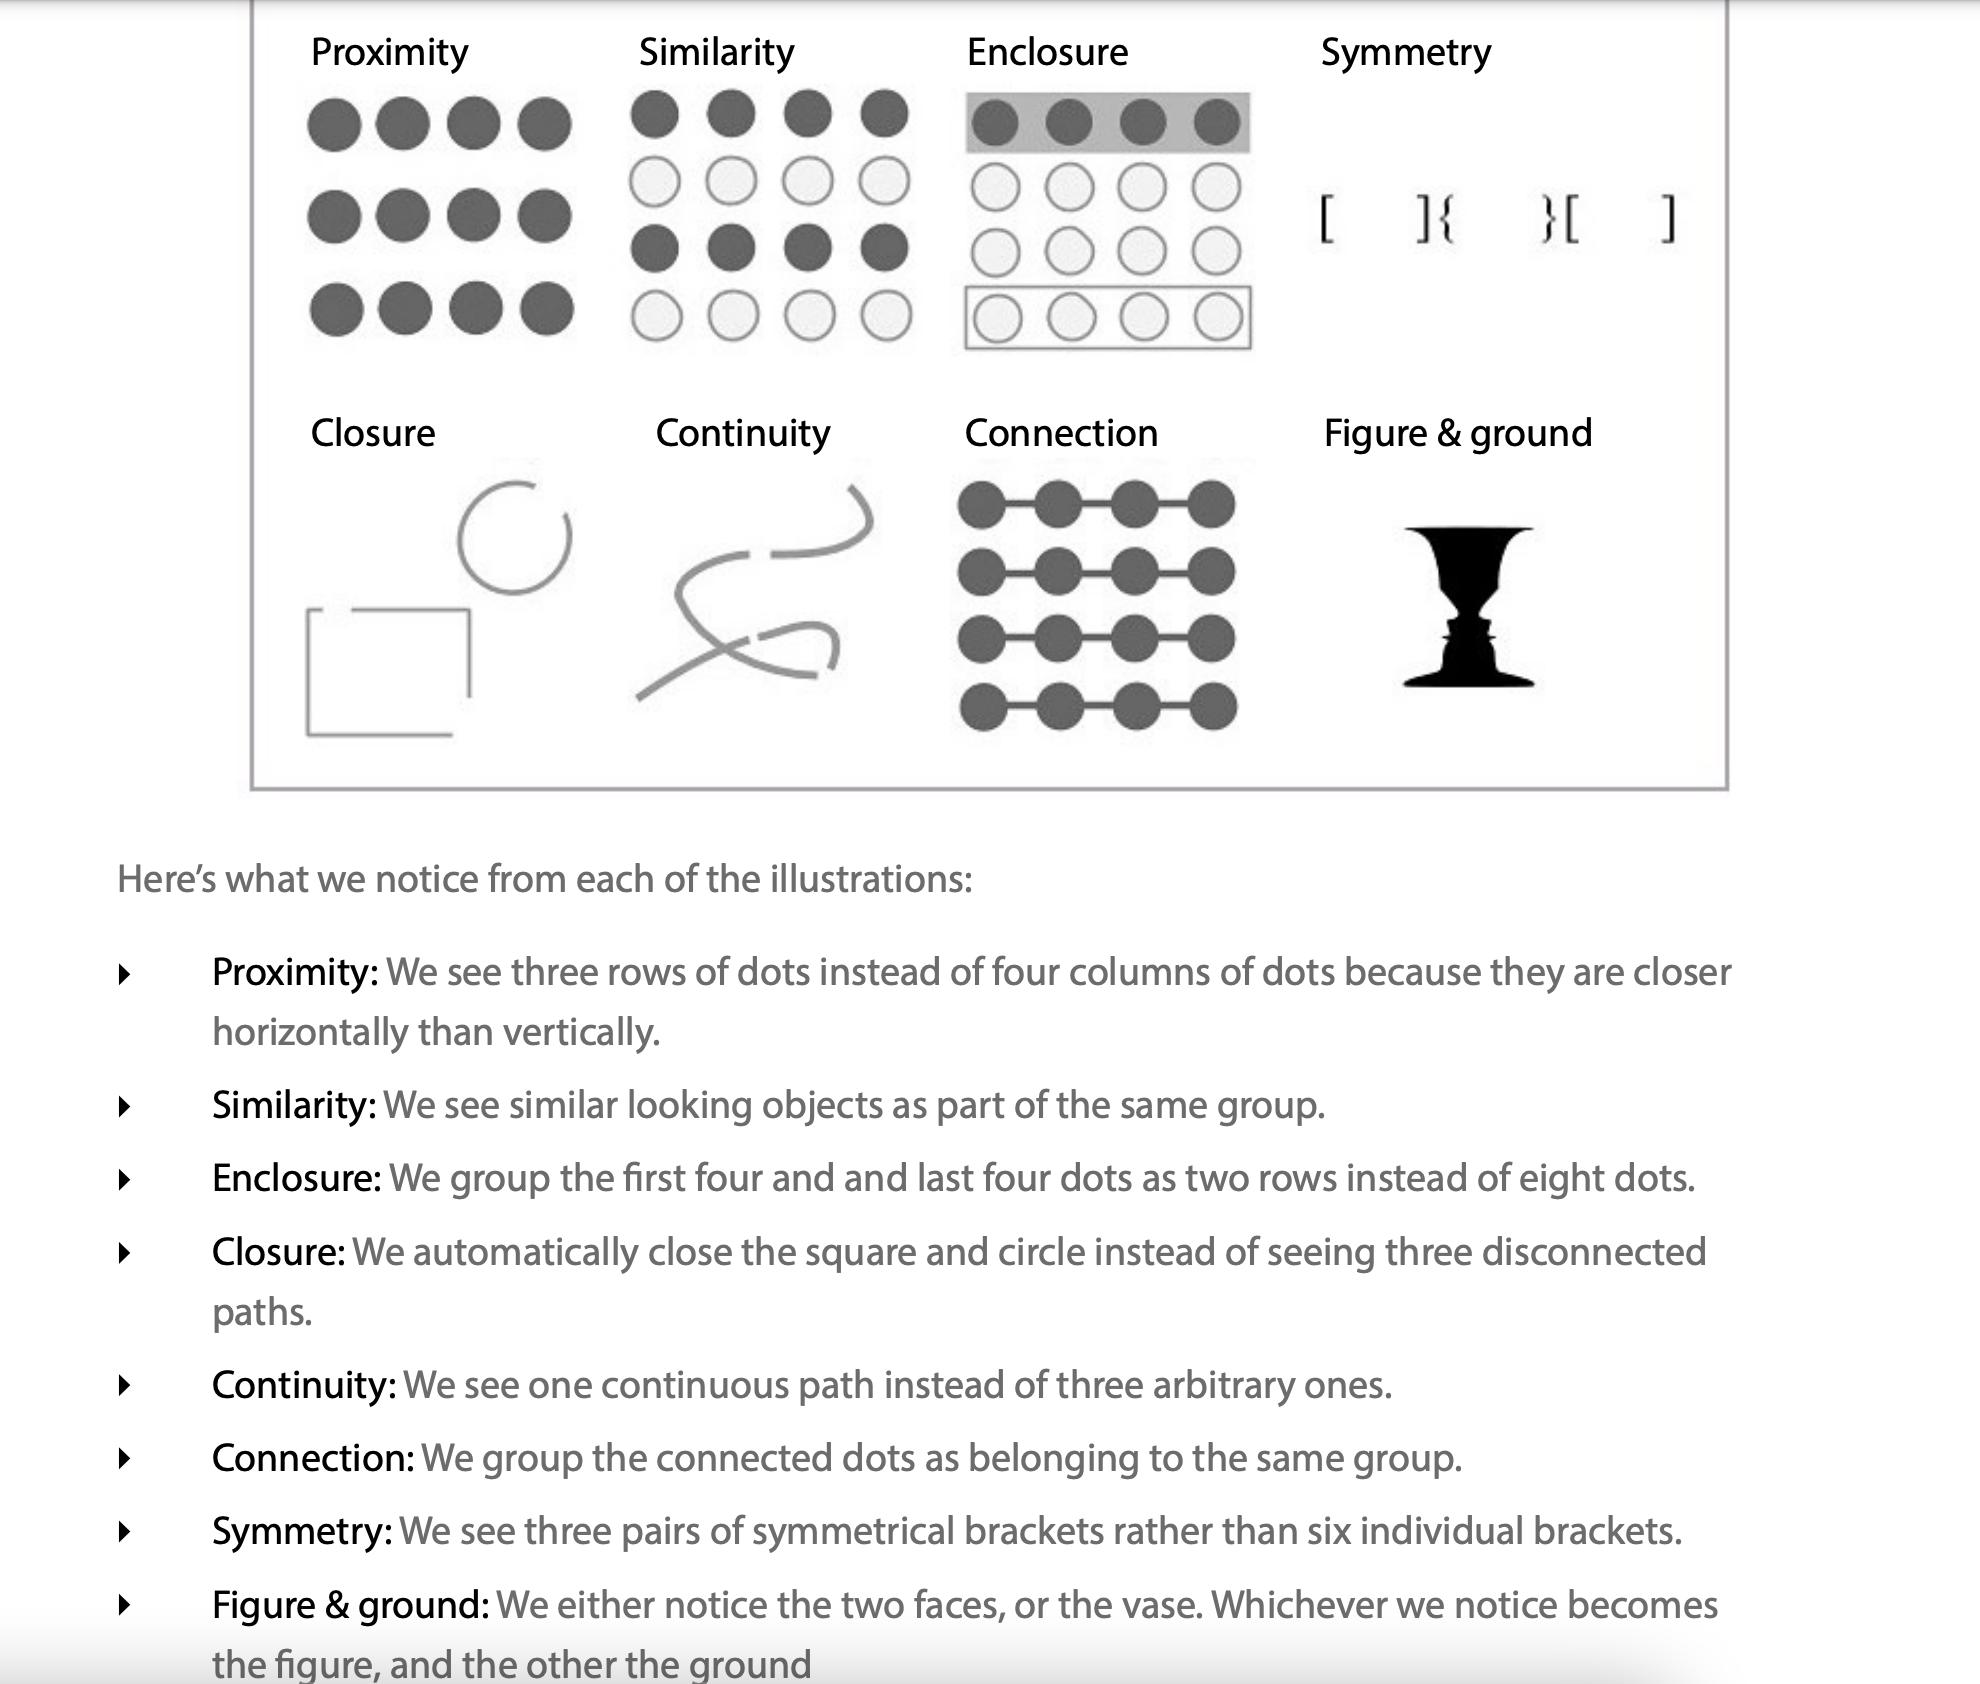 Proximity Similarity Enclosure Symmetry
[ ]{ }[ ]
Closure Continuity Connection Figure & ground
Here’s what we notice from each of the illustrations:
Proximity: We see three rows of dots instead of four columns of dots because they are closer
horizontally than vertically.
Similarity: We see similar looking objects as part of the same group.
Enclosure: We group the first four and and last four dots as two rows instead of eight dots.
Closure: We automatically close the square and circle instead of seeing three disconnected
paths.
Continuity: We see one continuous path instead of three arbitrary ones.
Connection: We group the connected dots as belonging to the same group.
Symmetry: We see three pairs of symmetrical brackets rather than six individual brackets.
Figure & ground: We either notice the two faces, or the vase. Whichever we notice becomes
the figure, and the other the ground